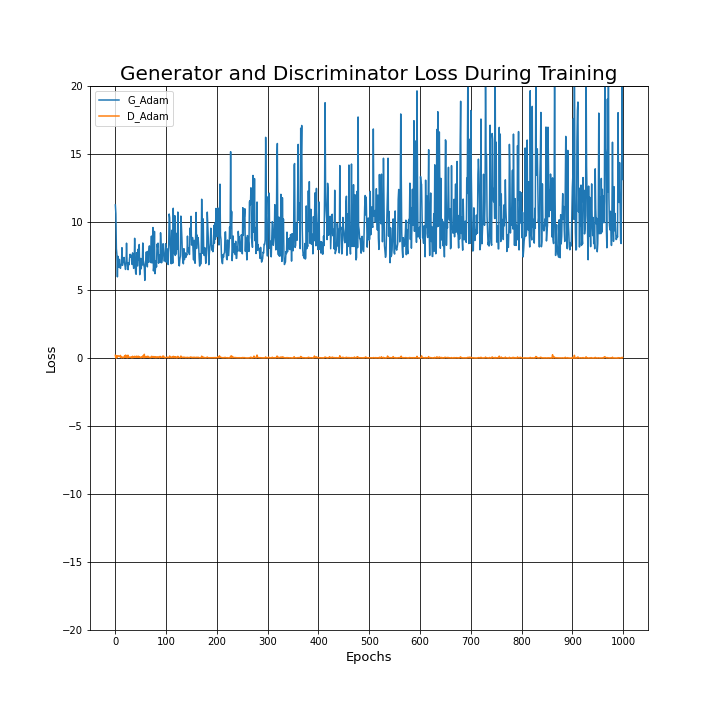 Generator and Discriminator Loss During Training
G_Adam
D_Adam
20
15
10
5
0
−5
−10
−15
−20
Loss
0 100 200 300 400 500 600 700 800 900 1000
Epochs